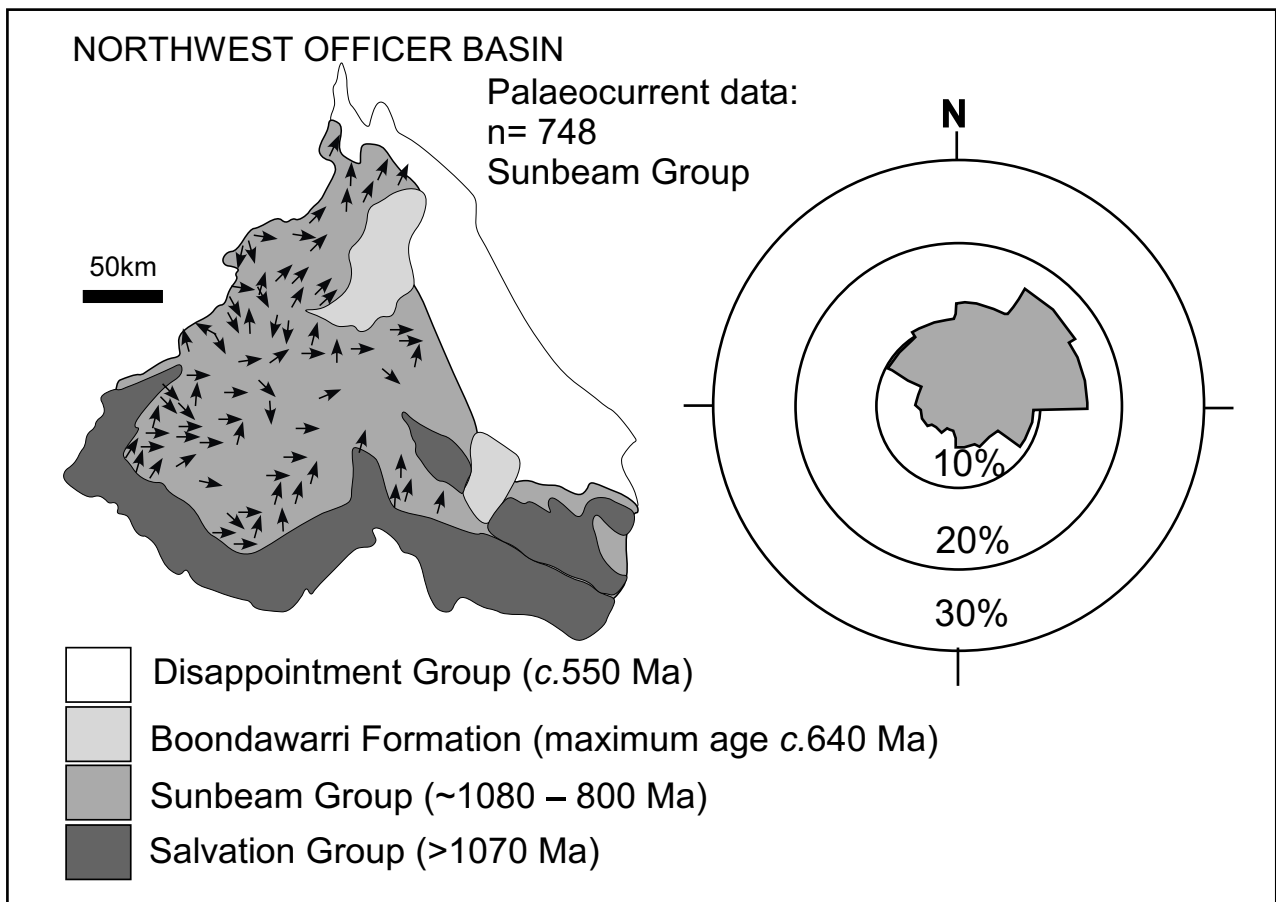 NORTHWEST OFFICER BASIN
Palaeocurrent data:
n= 748
Sunbeam Group
N
50km
10%
20%
30%
Disappointment Group (c.550 Ma)
Boondawarri Formation (maximum age c.640 Ma)
Sunbeam Group (~1080 – 800 Ma)
Salvation Group (>1070 Ma)